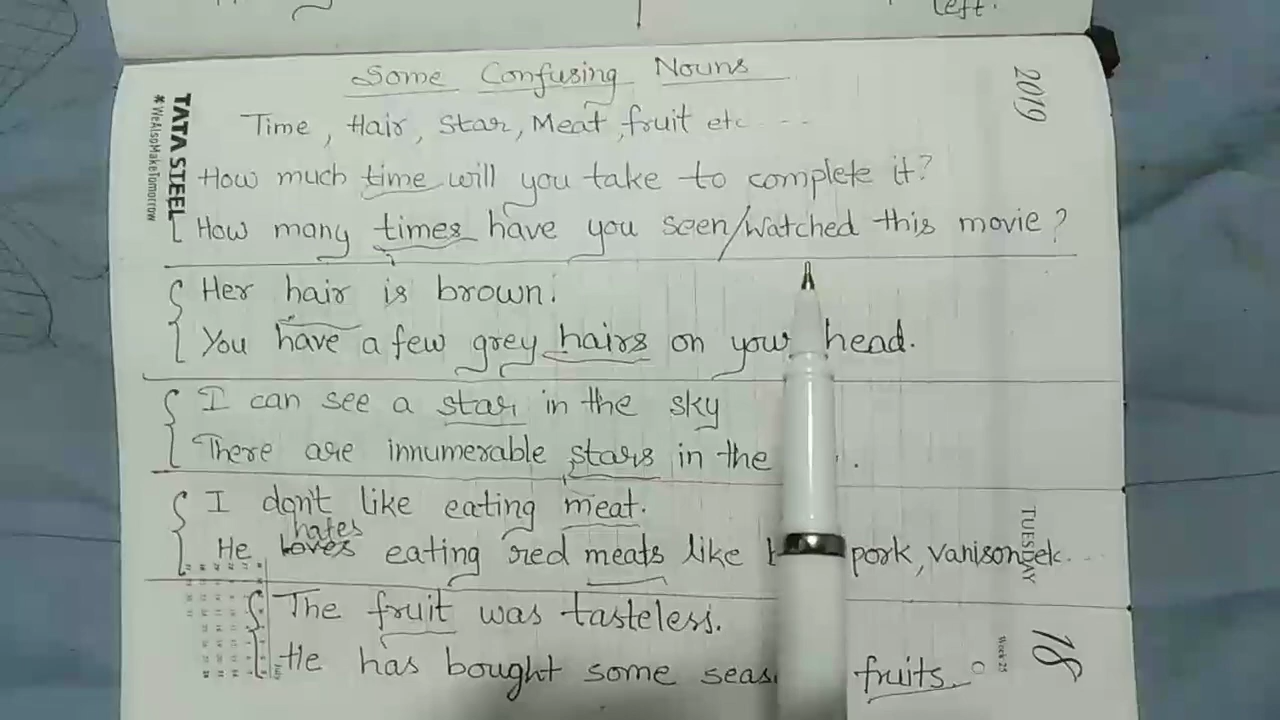 left.
Some Confusing Nouns
2019
TATA STEEL
#WeAlsoMakeTomorrow
Time, Hair, Star, Meat, fruit etc ----
How much time will you take to complete it?
How many times have you seen/watched this movie?
Her hair is brown.
You have a few grey hairs on your head.
I can see a star in the sky
There are innumerable stars in the .
I don't like eating meat.
hates
He loves eating red meats like pork, vanison, ek..
TUESDAY
The fruit was tasteless.
He has bought some fruits.
Week 25
18